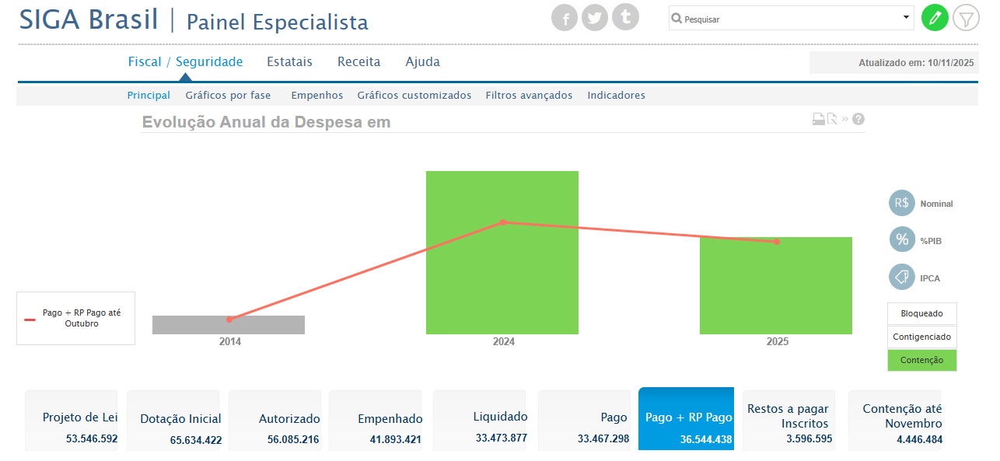 SIGA Brasil | Painel Especialista
Pesquisar
Fiscal / Seguridade Estatais Receita Ajuda
Atualizado em: 10/11/2025
Principal Gráficos por fase Empenhos Gráficos customizados Filtros avançados Indicadores
Evolução Anual da Despesa em
R$ Nominal
% %PIB
IPCA
Pago + RP Pago até
Outubro
Bloqueado
Contigenciado
Contenção
2014 2024 2025
Projeto de Lei
53.546.592
Dotação Inicial
65.634.422
Autorizado
56.085.216
Empenhado
41.893.421
Liquidado
33.473.877
Pago
33.467.298
Pago + RP Pago
36.544.438
Restos a pagar
Inscritos
3.596.595
Contenção até
Novembro
4.446.484